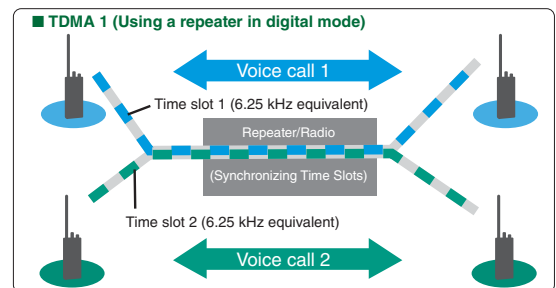 ■ TDMA 1 (Using a repeater in digital mode)
Voice call 1
Time slot 1 (6.25 kHz equivalent)
Repeater/Radio
(Synchronizing Time Slots)
Time slot 2 (6.25 kHz equivalent)
Voice call 2